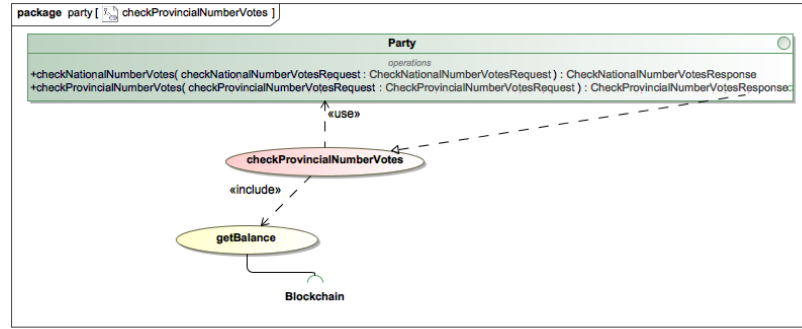 package party [ checkProvincialNumberVotes ]
Party
operations
+checkNationalNumberVotes( checkNationalNumberVotesRequest : CheckNationalNumberVotesRequest ) : CheckNationalNumberVotesResponse
+checkProvincialNumberVotes( checkProvincialNumberVotesRequest : CheckProvincialNumberVotesRequest ) : CheckProvincialNumberVotesResponse
«use»
checkProvincialNumberVotes
«include»
getBalance
Blockchain